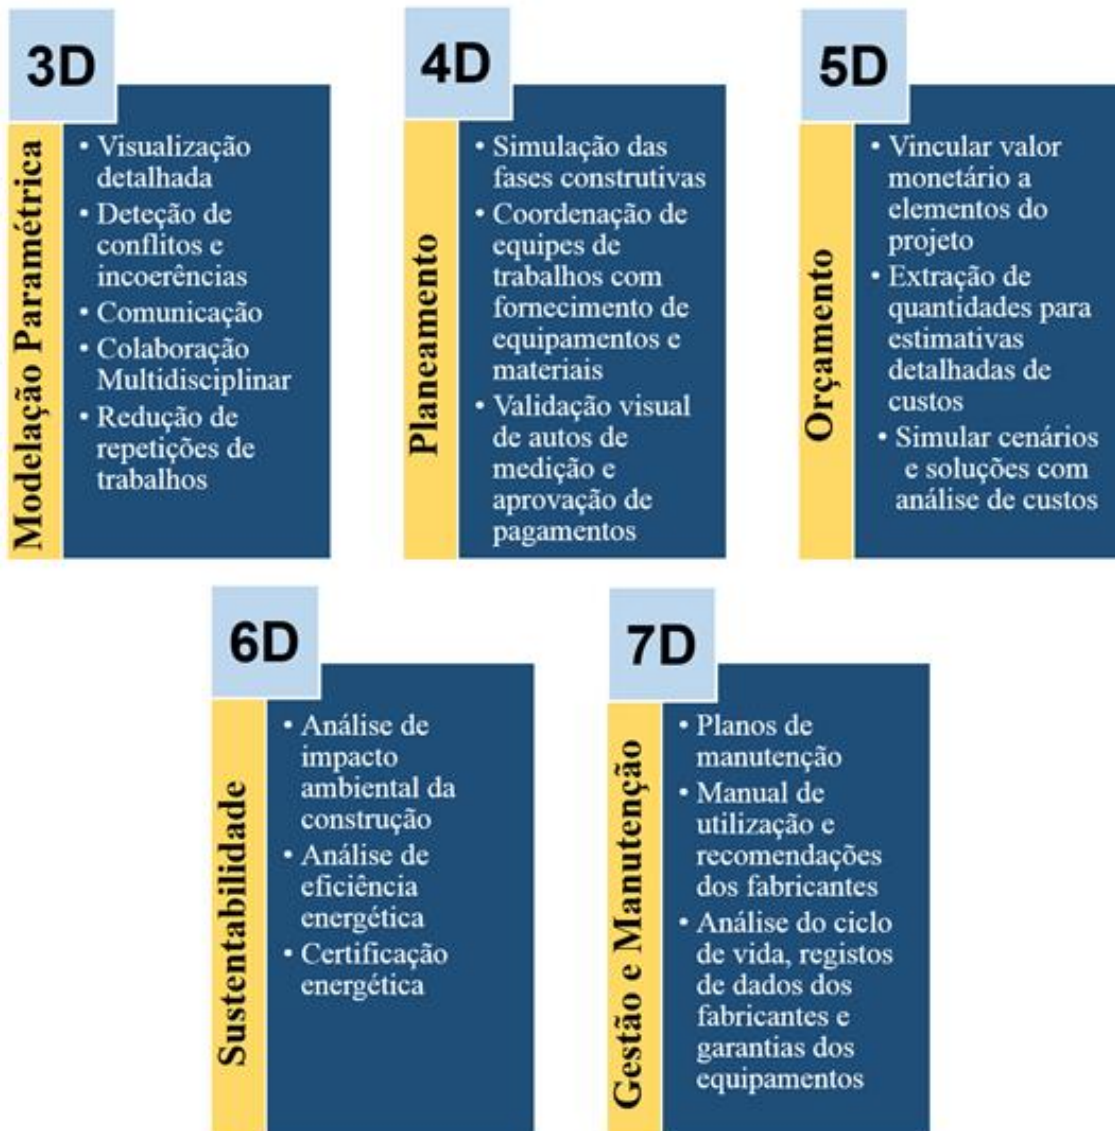 3D
Modelação Paramétrica
• Visualização
detalhada
• Deteção de
conflitos e
incoerências
• Comunicação
• Colaboração
Multidisciplinar
• Redução de
repetições de
trabalhos
4D
Planeamento
• Simulação das
fases construtivas
• Coordenação de
equipes de
trabalhos com
fornecimento de
equipamentos e
materiais
• Validação visual
de autos de
medição e
aprovação de
pagamentos
5D
Orçamento
• Vincular valor
monetário a
elementos do
projeto
• Extração de
quantidades para
estimativas
detalhadas de
custos
• Simular cenários
e soluções com
análise de custos
6D
Sustentabilidade
• Análise de
impacto
ambiental da
construção
• Análise de
eficiência
energética
• Certificação
energética
7D
Gestão e Manutenção
• Planos de
manutenção
• Manual de
utilização e
recomendações
dos fabricantes
• Análise do ciclo
de vida, registos
de dados dos
fabricantes e
garantias dos
equipamentos